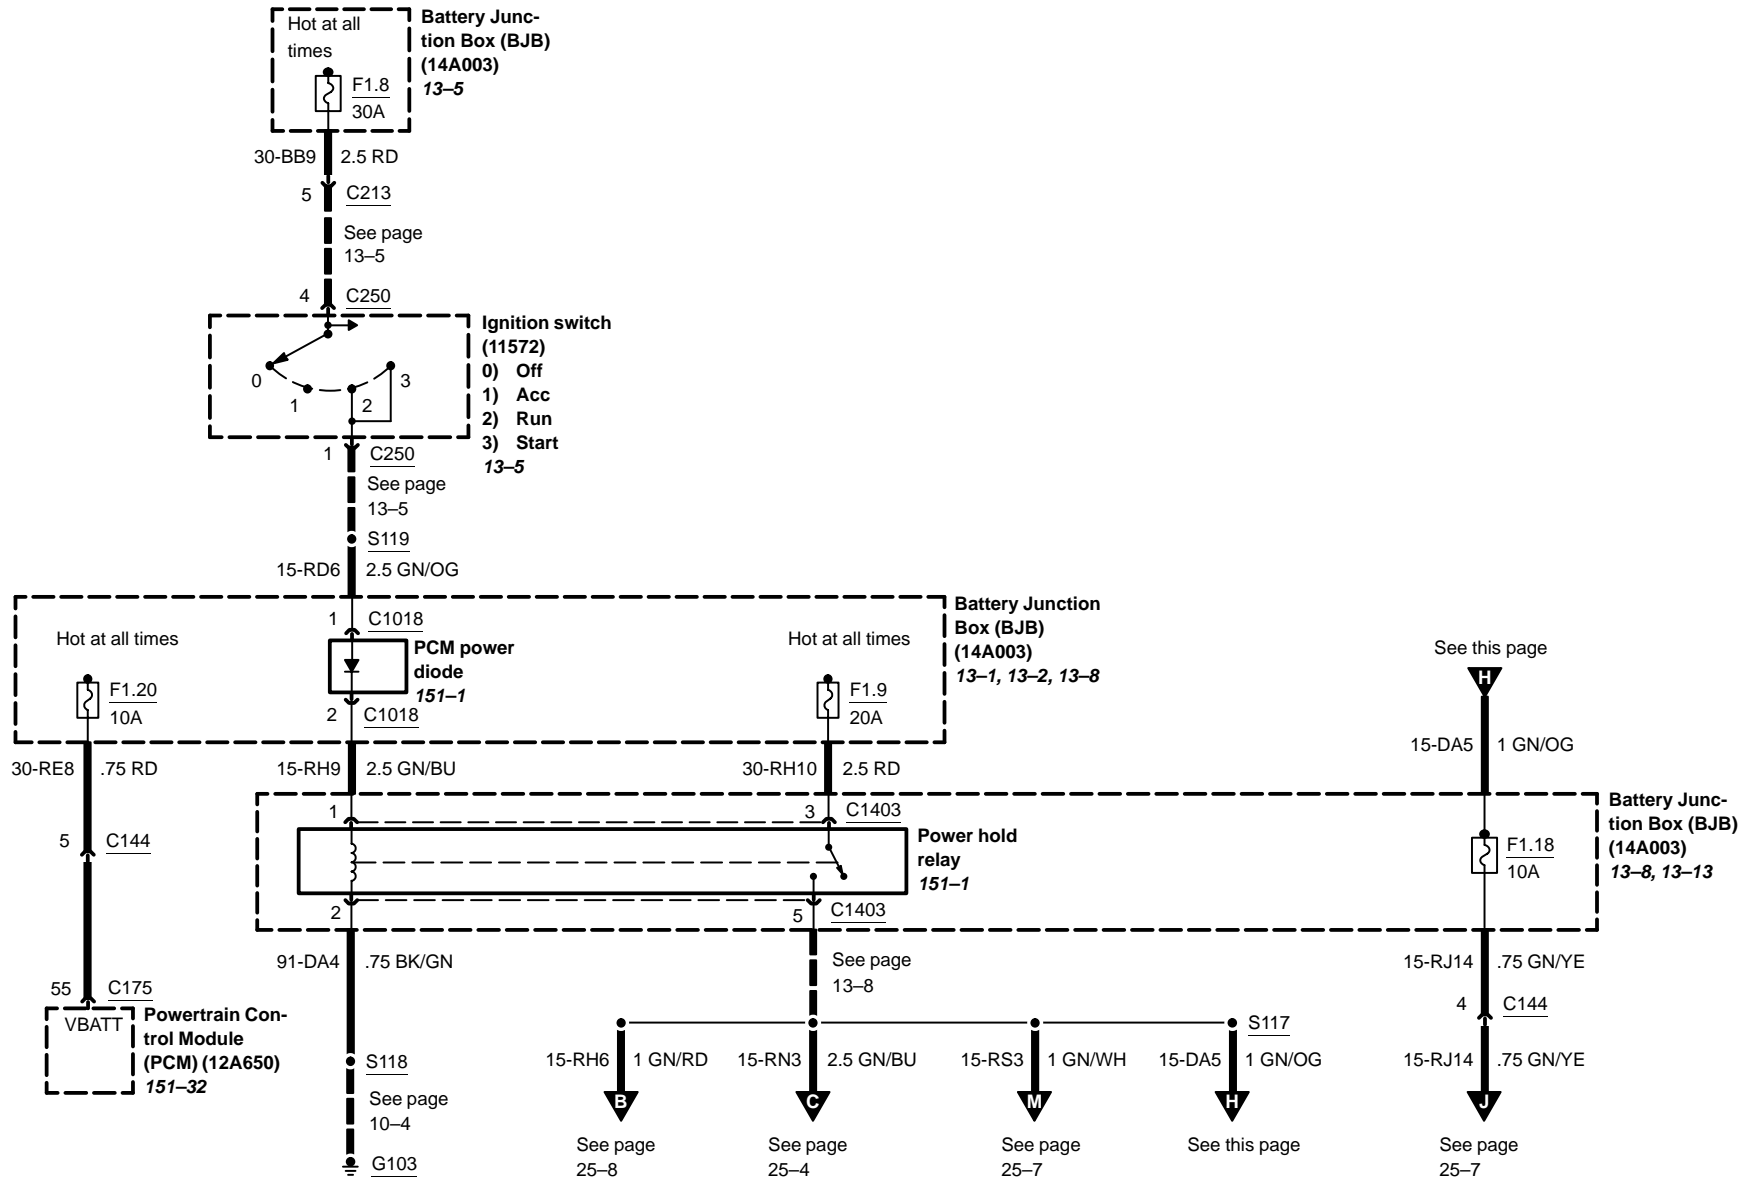 Hot at all
times
F1.8
30A
Battery Junc-
tion Box (BJB)
(14A003)
13–5
30-BB9 2.5 RD
5 C213
See page
13–5
4 C250
0
1
2
3
Ignition switch
(11572)
0) Off
1) Acc
2) Run
3) Start
13–5
1 C250
See page
13–5
S119
15-RD6 2.5 GN/OG
Hot at all times
F1.20
10A
1 C1018
PCM power
diode
151–1
2 C1018
Hot at all times
F1.9
20A
Battery Junction
Box (BJB)
(14A003)
13–1, 13–2, 13–8
See this page
H
15-DA5 1 GN/OG
30-RE8 .75 RD
15-RH9 2.5 GN/BU
30-RH10 2.5 RD
5 C144
1
3 C1403
Power hold
relay
151–1
2
5 C1403
F1.18
10A
Battery Junc-
tion Box (BJB)
(14A003)
13–8, 13–13
55 C175
VBATT
Powertrain Con-
trol Module
(PCM) (12A650)
151–32
91-DA4 .75 BK/GN
S118
See page
10–4
G103
See page
13–8
S117
15-RH6 1 GN/RD
15-RN3 2.5 GN/BU
15-RS3 1 GN/WH
15-DA5 1 GN/OG
B
C
M
H
See page
25–8
See page
25–4
See page
25–7
See this page
15-RJ14 .75 GN/YE
4 C144
15-RJ14 .75 GN/YE
J
See page
25–7